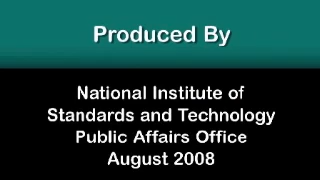 Produced By
National Institute of
Standards and Technology
Public Affairs Office
August 2008